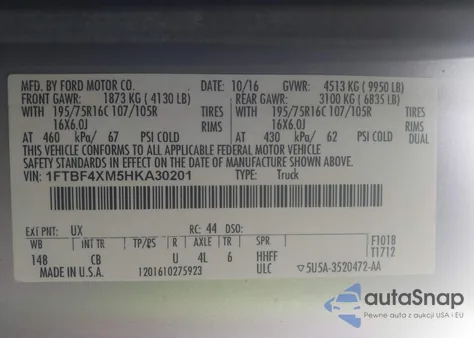 MFD. BY FORD MOTOR CO. DATE: 10/16 GVWR: 4513 KG (9950 LB)
FRONT GAWR: 1873 KG (4130 LB) REAR GAWR: 3100 KG (6835 LB)
WITH 195/75R16C 107/105R TIRES WITH 195/75R16C 107/105R TIRES
16X6.0J RIMS 16X6.0J RIMS
AT 460 kPa/ 67 PSI COLD AT 430 kPa/ 62 PSI COLD DUAL
THIS VEHICLE CONFORMS TO ALL APPLICABLE FEDERAL MOTOR VEHICLE
SAFETY STANDARDS IN EFFECT ON THE DATE OF MANUFACTURE SHOWN ABOVE.
VIN: 1FTBF4XM5HKA30201 TYPE: Truck
EXT PNT: UX RC: 44 DSO:
WB INT TR TP/PS R AXLE TR SPR F101B
148 CB U 4L 6 HHFF T1712
MADE IN U.S.A. 1201610275923 ULC ▽5U5A-3520472-AA
autoSnap
Pewne auta z aukcji USA i EU